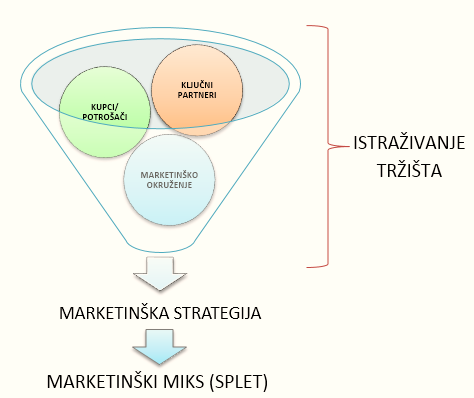 KLJUČNI
PARTNERI
KUPCI/
POTROŠAČI
MARKETINŠKO
OKRUŽENJE
ISTRAŽIVANJE
TRŽIŠTA
MARKETINŠKA STRATEGIJA
MARKETINŠKI MIKS (SPLET)